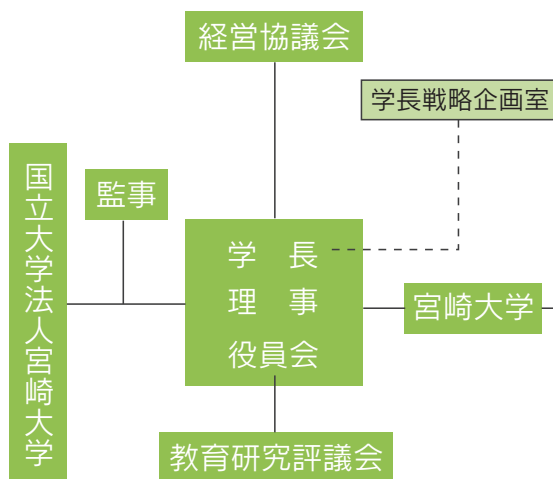 経営協議会
学長戦略企画室
国立大学法人宮崎大学
監事
学　長
理　事
役員会
宮崎大学
教育研究評議会